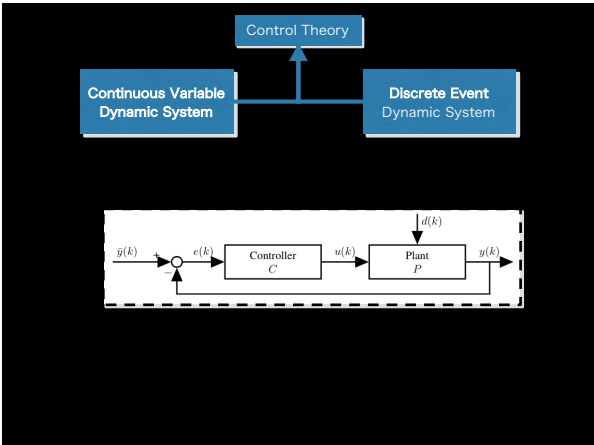 Control Theory
Continuous Variable
Dynamic System
Discrete Event
Dynamic System
d(k)
ȳ(k)
+
e(k)
Controller
C
u(k)
Plant
P
y(k)
−